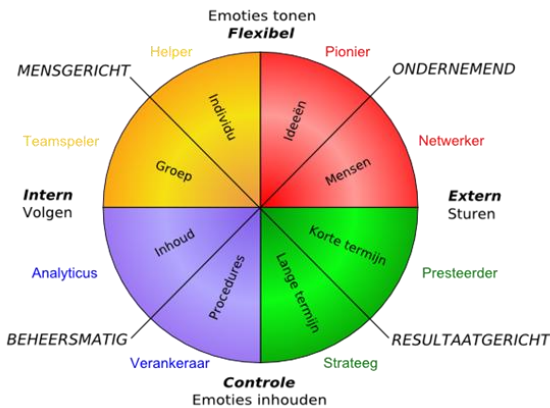 Emoties tonen
Flexibel
Helper
Pionier
MENSGERICHT
ONDERNEMEND
Individu
Ideeën
Teamspeler
Netwerker
Groep
Mensen
Intern
Volgen
Extern
Sturen
Inhoud
Korte termijn
Analyticus
Presteerder
Procedures
Lange termijn
BEHEERSMATIG
RESULTAATGERICHT
Verankeraar
Strateeg
Controle
Emoties inhouden